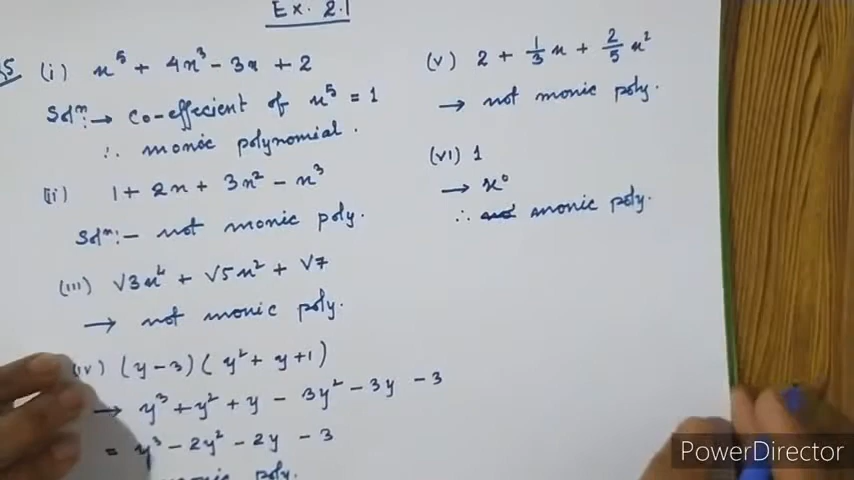 Ex. 2.1
(i) x⁵ + 4x³ - 3x + 2
Solⁿ: → co-effecient of x⁵ = 1
∴ monic polynomial.
(ii) 1 + 2x + 3x² - x³
Solⁿ:- not monic poly.
(iii) √3x² + √5x² + √7
→ not monic poly.
(iv) (y-3)(y²+y+1)
→ y³ + y² + y - 3y² - 3y - 3
= y³ - 2y² - 2y - 3
poly.
(v) 2 + 1/3 x + 2/5 x²
→ not monic poly.
(vi) 1
→ x⁰
∴ monic poly.
PowerDirector